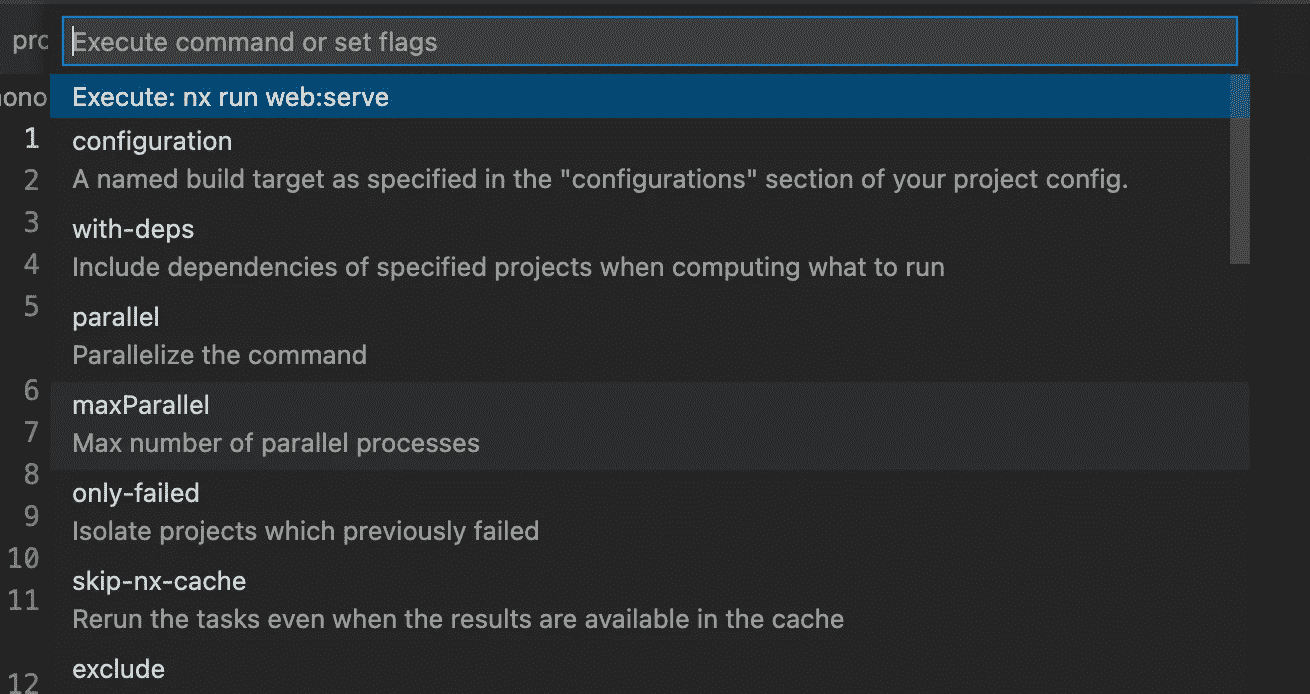 Execute command or set flags
Execute: nx run web:serve
configuration
A named build target as specified in the "configurations" section of your project config.
with-deps
Include dependencies of specified projects when computing what to run
parallel
Parallelize the command
maxParallel
Max number of parallel processes
only-failed
Isolate projects which previously failed
skip-nx-cache
Rerun the tasks even when the results are available in the cache
exclude
1
2
3
4
5
6
7
8
9
10
11
12